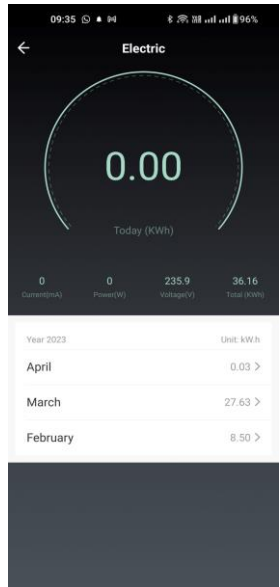 09:35 96%
Electric
0.00
Today (KWh)
0 0 235.9 36.16
Current(mA) Power(W) Voltage(V) Total (KWh)
Year 2023 Unit: kW.h
April 0.03 >
March 27.63 >
February 8.50 >